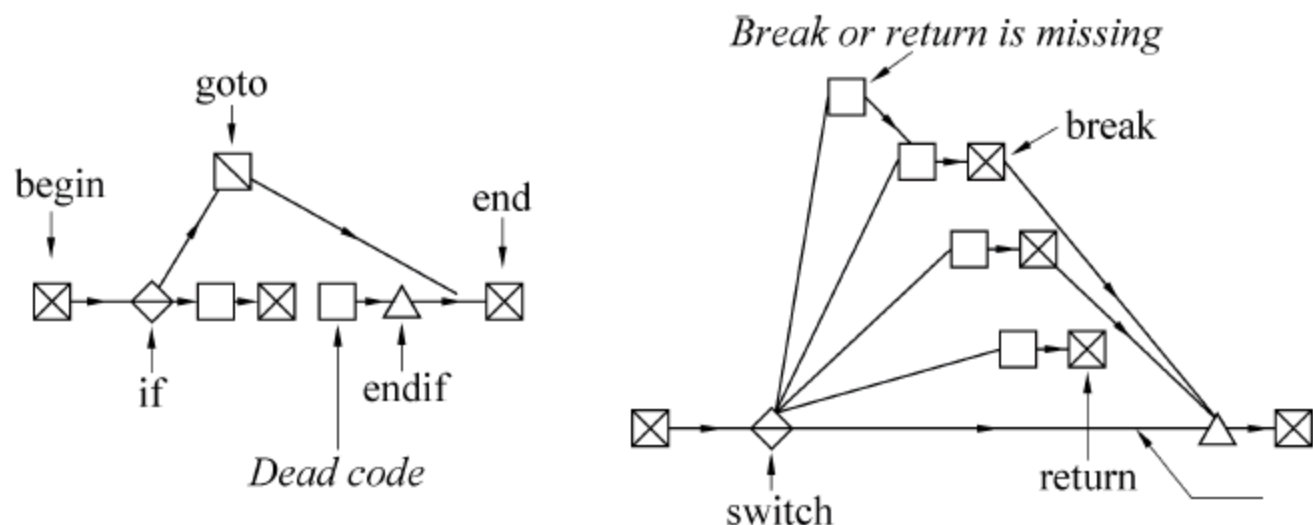 Break or return is missing
goto
break
begin
end
if
endif
Dead code
return
switch